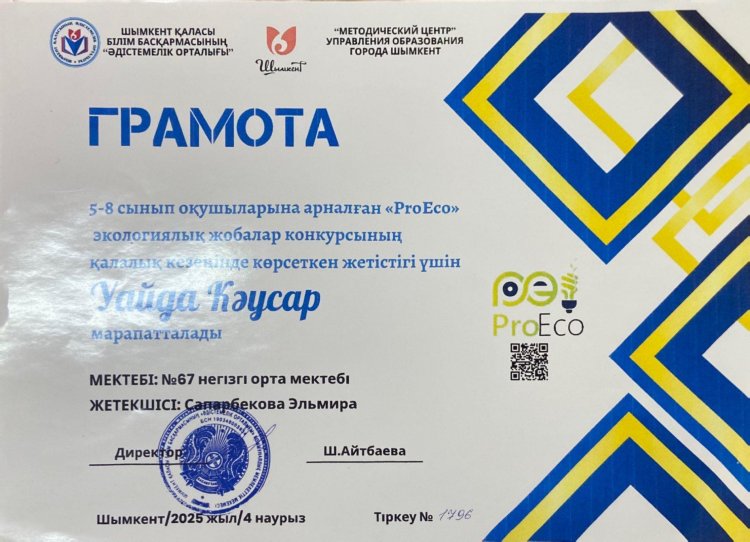 ШЫМКЕНТ ҚАЛАСЫ
БІЛІМ БАСҚАРМАСЫНЫҢ
"ӘДІСТЕМЕЛІК ОРТАЛЫҒЫ"
Шымкент
"МЕТОДИЧЕСКИЙ ЦЕНТР"
УПРАВЛЕНИЯ ОБРАЗОВАНИЯ
ГОРОДА ШЫМКЕНТ
ГРАМОТА
5-8 сынып оқушыларына арналған «ProEco»
экологиялық жобалар конкурсының
қалалық кезеңінде көрсеткен жетістігі үшін
Уайда Кәусар
марапатталады
ProEco
МЕКТЕБІ: №67 негізгі орта мектебі
ЖЕТЕКШІСІ: Сапарбекова Эльмира
Директор
Ш.Айтбаева
Шымкент/2025 жыл/4 наурыз
Тіркеу № 1796